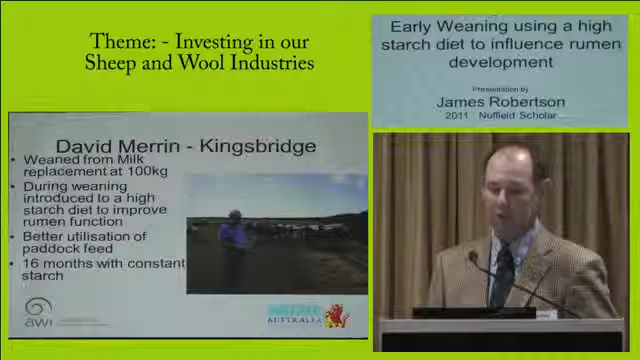 Theme: - Investing in our
Sheep and Wool Industries
Early Weaning using a high
starch diet to influence rumen
development
Presentation by
James Robertson
2011 Nuffield Scholar
David Merrin - Kingsbridge
• Weaned from Milk
replacement at 100kg
• During weaning
introduced to a high
starch diet to improve
rumen function
• Better utilisation of
paddock feed
• 16 months with constant
starch
awi
AUSTRALIA